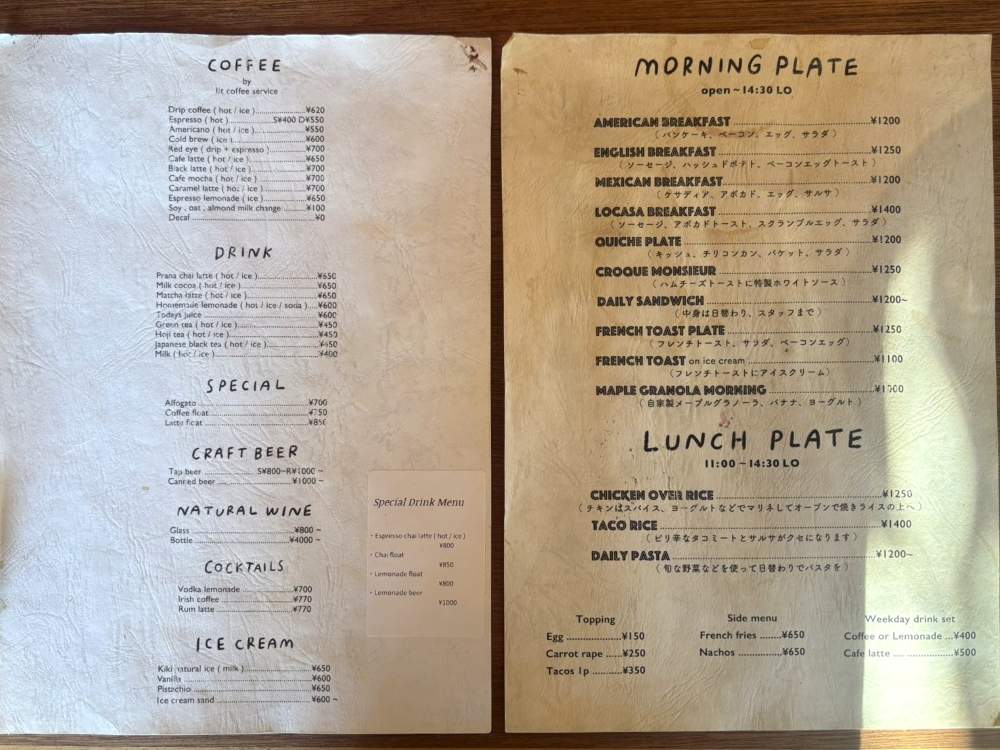 COFFEE
by
lit coffee service
Drip coffee ( hot / ice )..........¥620
Espresso ( hot )..........S¥400 D¥550
Americano ( hot / ice )..........¥550
Cold brew ( ice )..........¥600
Red eye ( drip + espresso )..........¥700
Cafe latte ( hot / ice )..........¥650
Black latte ( hot / ice )..........¥700
Cafe mocha ( hot / ice )..........¥700
Caramel latte ( hot / ice )..........¥700
Espresso lemonade ( ice )..........¥650
Soy . oat . almond milk change ..........¥100
Decaf ..........¥0
DRINK
Prana chai latte ( hot / ice )..........¥650
Milk cocoa ( hot / ice )..........¥650
Matcha latte ( hot / ice )..........¥650
Homemade lemonade ( hot / ice / soda )..........¥600
Todays juice ..........¥600
Green tea ( hot / ice )..........¥450
Hoji tea ( hot / ice )..........¥450
Japanese black tea ( hot / ice )..........¥450
Milk ( hot / ice )..........¥400
SPECIAL
Affogato ..........¥700
Coffee float ..........¥750
Latte float ..........¥850
CRAFT BEER
Tap beer ..........S¥800~R¥1000 ~
Canned beer ..........¥1000 ~
NATURAL WINE
Glass ..........¥800 ~
Bottle ..........¥4000 ~
COCKTAILS
Vodka lemonade ..........¥700
Irish coffee ..........¥770
Rum latte ..........¥770
ICE CREAM
Kiki natural ice ( milk )..........¥650
Vanilla ..........¥600
Pistachio ..........¥650
Ice cream sand ..........¥600 ~
Special Drink Menu
・Espresso chai latte ( hot / ice )
¥800
・Chai float
¥850
・Lemonade float
¥800
・Lemonade beer
¥1000
MORNING PLATE
open ~ 14:30 LO
AMERICAN BREAKFAST..........¥1200
( パンケーキ、ベーコン、エッグ、サラダ )
ENGLISH BREAKFAST..........¥1250
( ソーセージ、ハッシュドポテト、ベーコンエッグトースト )
MEXICAN BREAKFAST..........¥1200
( ケサディア、アボカド、エッグ、サルサ )
LOCASA BREAKFAST..........¥1400
( ソーセージ、アボカドトースト、スクランブルエッグ、サラダ )
QUICHE PLATE ..........¥1200
( キッシュ、チリコンカン、バケット、サラダ )
CROQUE MONSIEUR ..........¥1250
( ハムチーズトーストに特製ホワイトソース )
DAILY SANDWICH ..........¥1200~
( 中身は日替わり、スタッフまで )
FRENCH TOAST PLATE ..........¥1250
( フレンチトースト、サラダ、ベーコンエッグ)
FRENCH TOAST on ice cream ..........¥1100
(フレンチトーストにアイスクリーム)
MAPLE GRANOLA MORNING ..........
( 自家製メープルグラノーラ、バナナ、ヨーグルト )
LUNCH PLATE
11:00 ~ 14:30 LO
CHICKEN OVER RICE ..........¥1250
( チキンはスパイス、ヨーグルトなどでマリネしてオーブンで焼きライスの上へ )
TACO RICE ..........¥1400
( ピリ辛なタコミートとサルサがクセになります )
DAILY PASTA ..........¥1200~
( 旬な野菜などを使って日替わりでパスタを )
Topping
Egg ..........¥150
Carrot rape .....¥250
Tacos 1p ..........¥350
Side menu
French fries ........¥650
Nachos ..........¥650
Weekday drink set
Coffee or Lemonade ...¥400
Cafe latte ..........¥500